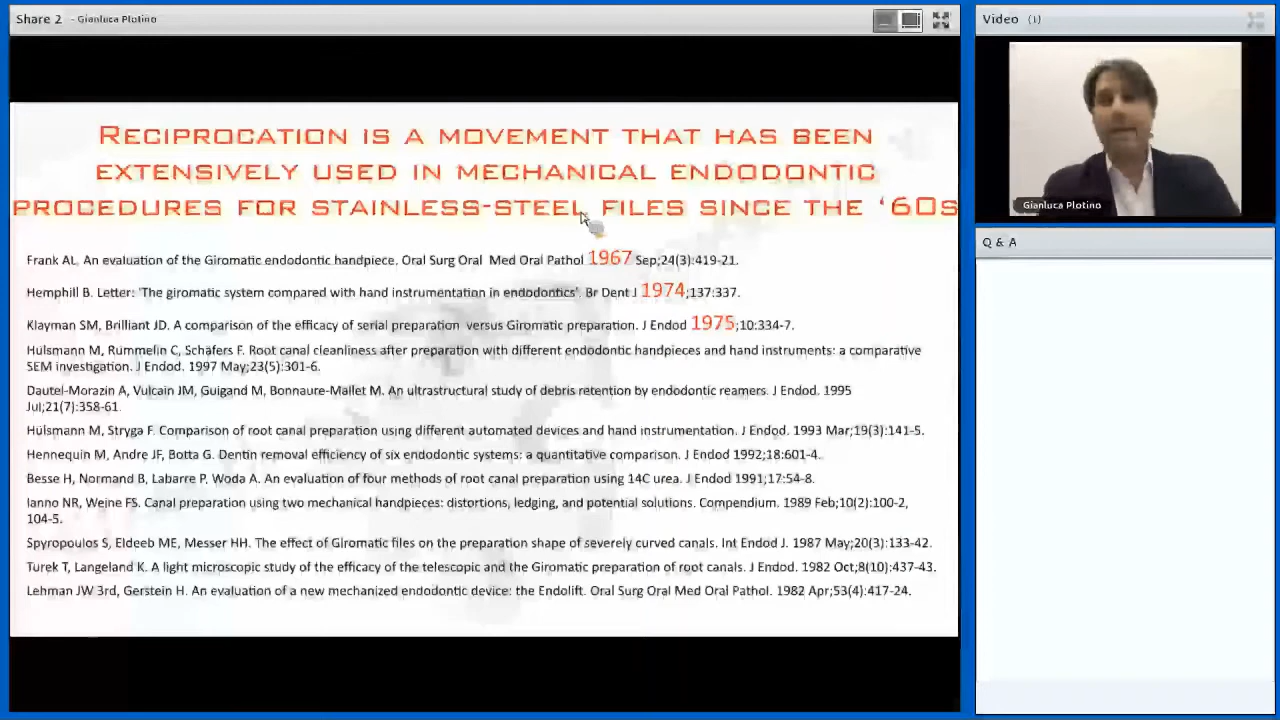 Share 2 - Gianluca Plotino
Video (1)
Gianluca Plotino
Q & A
RECIPROCATION IS A MOVEMENT THAT HAS BEEN
EXTENSIVELY USED IN MECHANICAL ENDODONTIC
PROCEDURES FOR STAINLESS-STEEL FILES SINCE THE ‘60S
Frank AL. An evaluation of the Giromatic endodontic handpiece. Oral Surg Oral Med Oral Pathol 1967 Sep;24(3):419-21.
Hemphill B. Letter: 'The giromatic system compared with hand instrumentation in endodontics'. Br Dent J 1974;137:337.
Klayman SM, Brilliant JD. A comparison of the efficacy of serial preparation versus Giromatic preparation. J Endod 1975;10:334-7.
Hülsmann M, Rümmelin C, Schäfers F. Root canal cleanliness after preparation with different endodontic handpieces and hand instruments: a comparative
SEM investigation. J Endod. 1997 May;23(5):301-6.
Dautel-Morazin A, Vulcain JM, Guigand M, Bonnaure-Mallet M. An ultrastructural study of debris retention by endodontic reamers. J Endod. 1995
Jul;21(7):358-61.
Hülsmann M, Stryga F. Comparison of root canal preparation using different automated devices and hand instrumentation. J Endod. 1993 Mar;19(3):141-5.
Hennequin M, Andre JF, Botta G. Dentin removal efficiency of six endodontic systems: a quantitative comparison. J Endod 1992;18:601-4.
Besse H, Normand B, Labarre P, Woda A. An evaluation of four methods of root canal preparation using 14C urea. J Endod 1991;17:54-8.
Ianno NR, Weine FS. Canal preparation using two mechanical handpieces: distortions, ledging, and potential solutions. Compendium. 1989 Feb;10(2):100-2,
104-5.
Spyropoulos S, Eldeeb ME, Messer HH. The effect of Giromatic files on the preparation shape of severely curved canals. Int Endod J. 1987 May;20(3):133-42.
Turek T, Langeland K. A light microscopic study of the efficacy of the telescopic and the Giromatic preparation of root canals. J Endod. 1982 Oct;8(10):437-43.
Lehman JW 3rd, Gerstein H. An evaluation of a new mechanized endodontic device: the Endolift. Oral Surg Oral Med Oral Pathol. 1982 Apr;53(4):417-24.